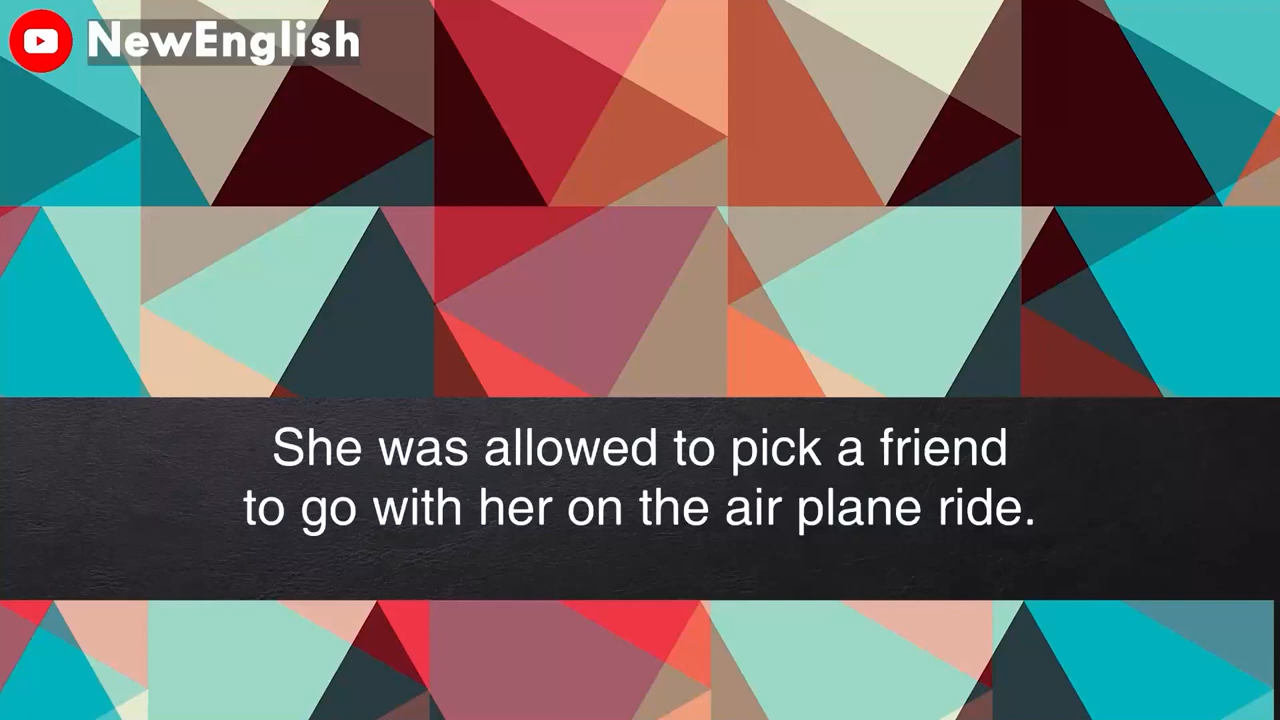 NewEnglish
She was allowed to pick a friend
to go with her on the air plane ride.